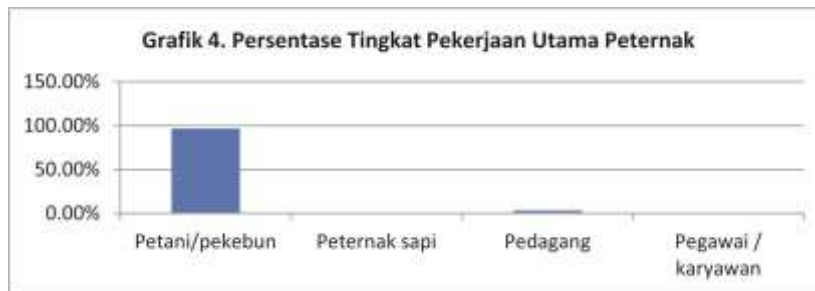 Grafik 4. Persentase Tingkat Pekerjaan Utama Peternak
150.00%
100.00%
50.00%
0.00%
Petani/pekebun Peternak sapi Pedagang Pegawai /
karyawan